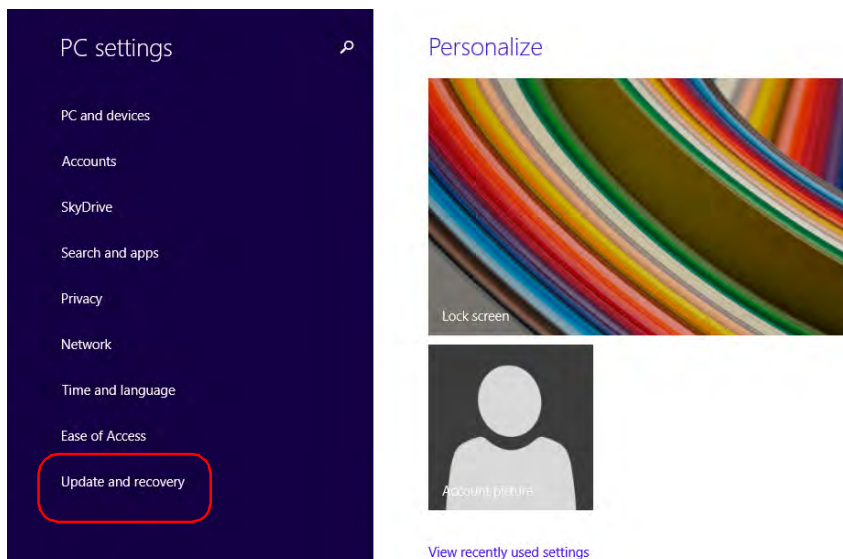 PC settings
PC and devices
Accounts
SkyDrive
Search and apps
Privacy
Network
Time and language
Ease of Access
Update and recovery
Personalize
Lock screen
Account picture
View recently used settings